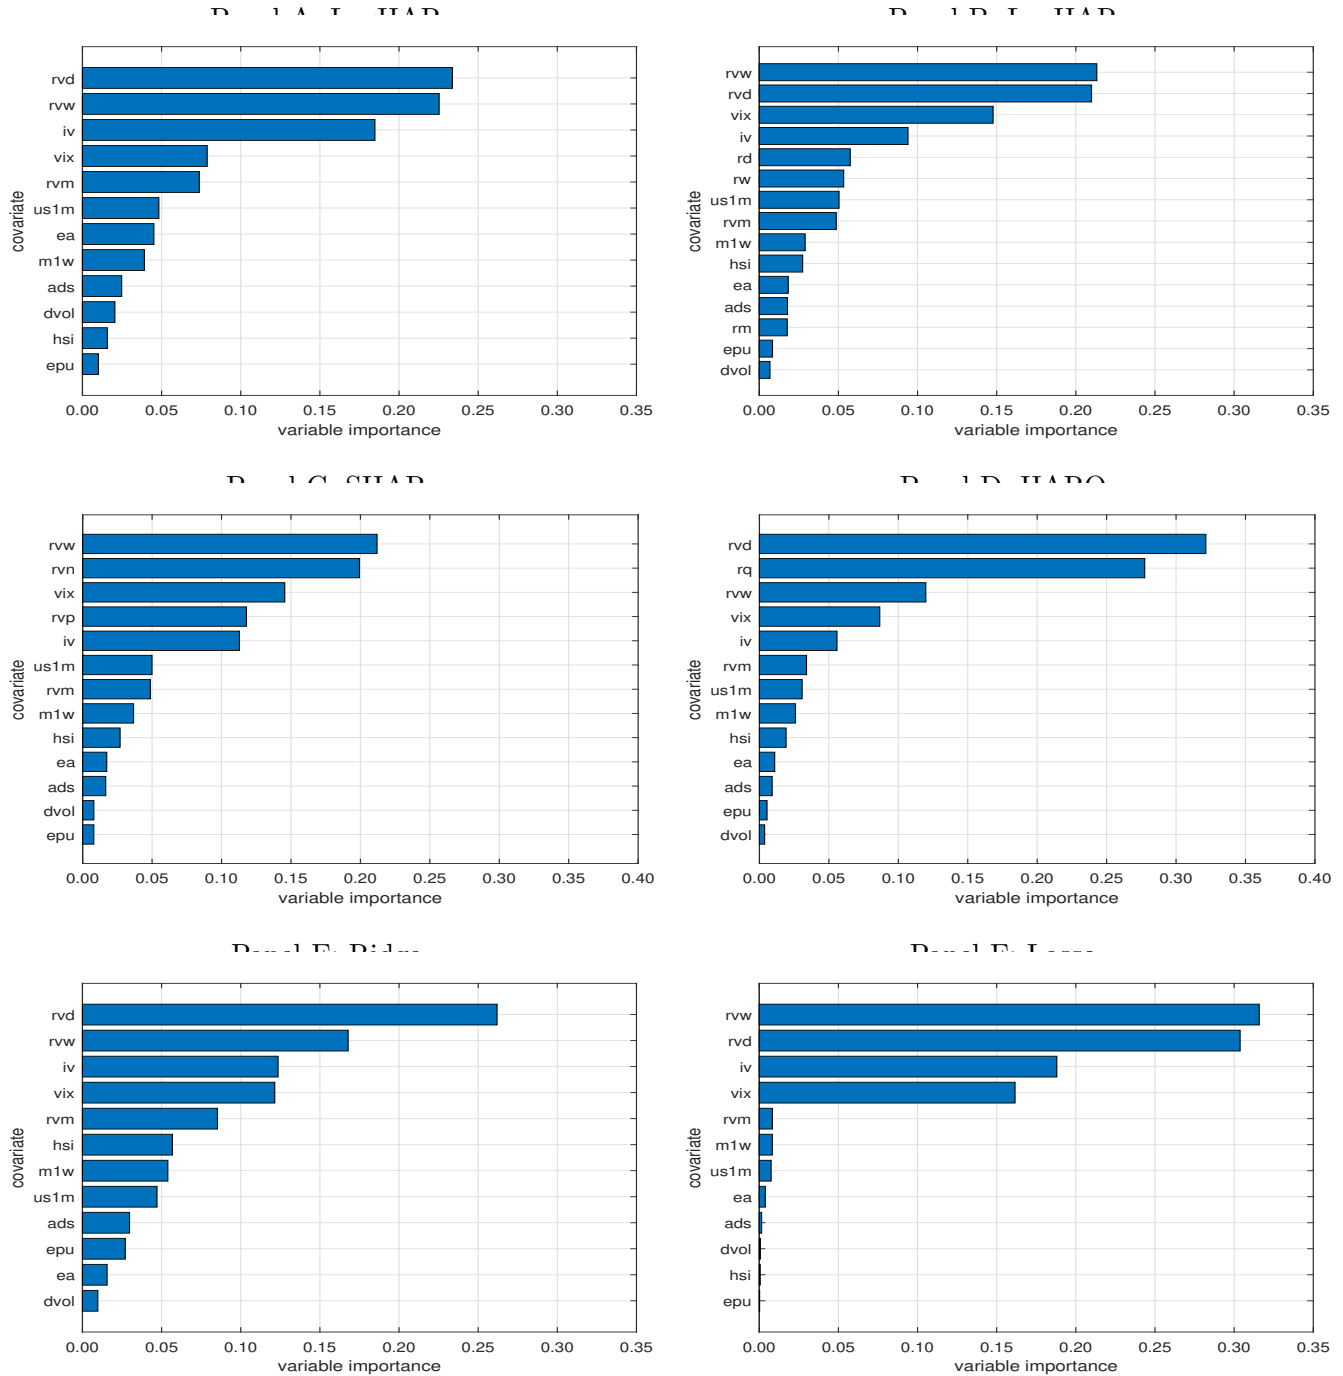 rvd
rvw
iv
vix
rvm
us1m
ea
m1w
ads
dvol
hsi
epu
covariate
0.00 0.05 0.10 0.15 0.20 0.25 0.30 0.35
variable importance
rvw
rvd
vix
iv
rd
rw
us1m
rvm
m1w
hsi
ea
ads
rm
epu
dvol
covariate
0.00 0.05 0.10 0.15 0.20 0.25 0.30 0.35
variable importance
rvw
rvn
vix
rvp
iv
us1m
rvm
m1w
hsi
ea
ads
dvol
epu
covariate
0.00 0.05 0.10 0.15 0.20 0.25 0.30 0.35 0.40
variable importance
rvd
rq
rvw
vix
iv
rvm
us1m
m1w
hsi
ea
ads
epu
dvol
covariate
0.00 0.05 0.10 0.15 0.20 0.25 0.30 0.35 0.40
variable importance
rvd
rvw
iv
vix
rvm
hsi
m1w
us1m
ads
epu
ea
dvol
covariate
0.00 0.05 0.10 0.15 0.20 0.25 0.30 0.35
variable importance
rvw
rvd
iv
vix
rvm
m1w
us1m
ea
ads
dvol
hsi
epu
covariate
0.00 0.05 0.10 0.15 0.20 0.25 0.30 0.35
variable importance